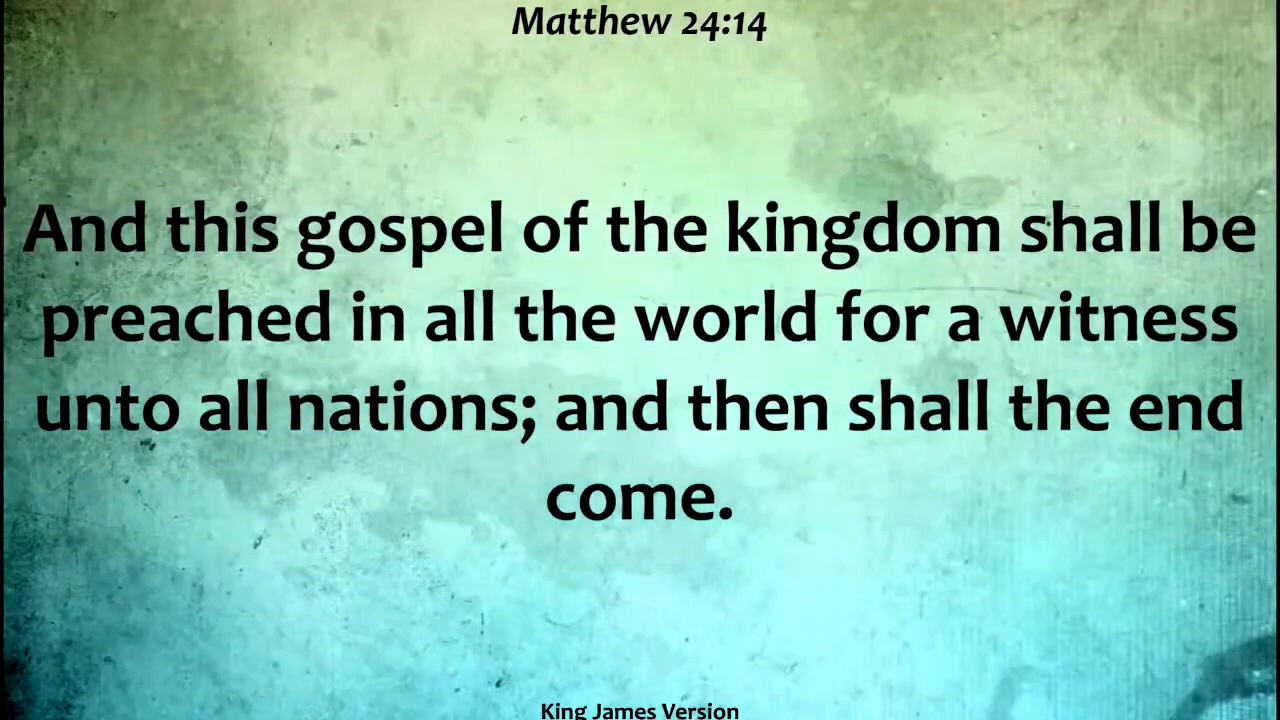 Matthew 24:14
And this gospel of the kingdom shall be
preached in all the world for a witness
unto all nations; and then shall the end
come.
King James Version